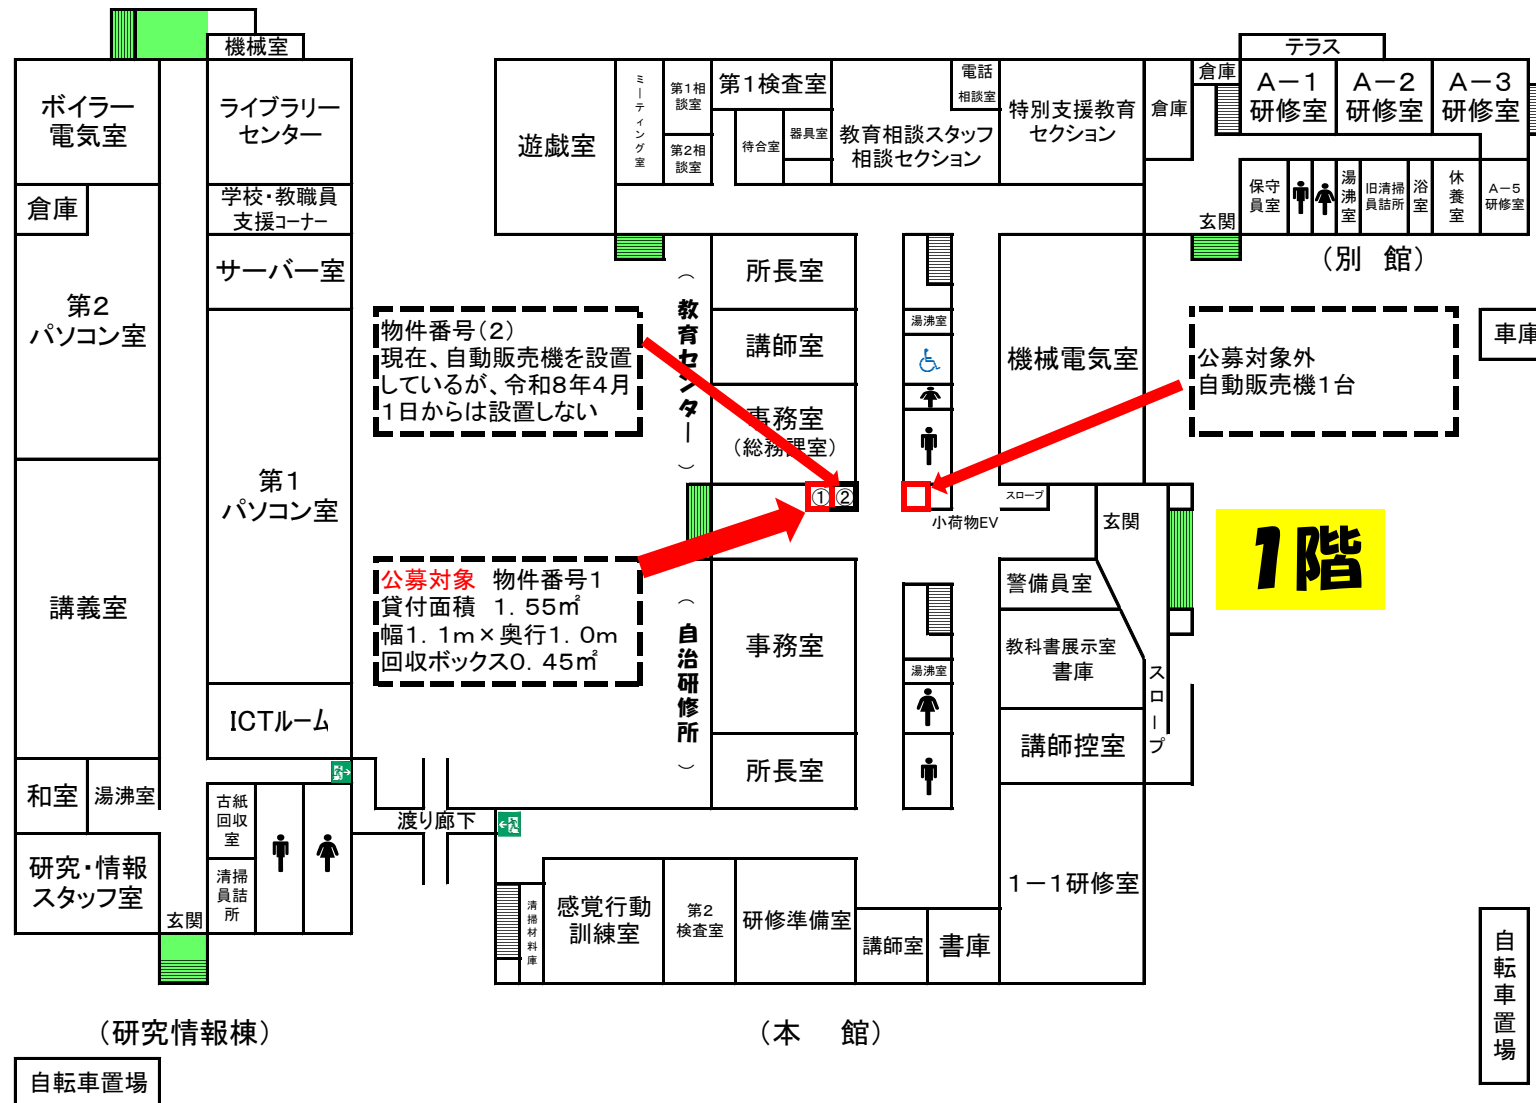 機械室
テラス
ボイラー
電気室
ライブラリー
センター
遊戯室
ミーティング室
第1相
談室
第2相
談室
第1検査室
待合室
器具室
教育相談スタッフ
相談セクション
電話
相談室
特別支援教育
セクション
倉庫
倉庫
A-1
研修室
A-2
研修室
A-3
研修室
倉庫
学校・教職員
支援コーナー
保守
員室
湯沸室
旧清掃
員詰所
浴室
休養室
A-5
研修室
玄関
(別 館)
サーバー室
第2
パソコン室
(教育センター)
所長室
講師室
事務室
(総務課室)
湯沸室
機械電気室
車庫
物件番号(2)
現在、自動販売機を設置
しているが、令和8年4月
1日からは設置しない
公募対象外
自動販売機1台
第1
パソコン室
①
②
小荷物EV
スロープ
玄関
1階
講義室
公募対象 物件番号1
貸付面積 1.55㎡
幅1.1m×奥行1.0m
回収ボックス0.45㎡
(自治研修所)
事務室
湯沸室
警備員室
教科書展示室
書庫
スロープ
ICTルーム
所長室
講師控室
和室
湯沸室
古紙
回収
室
渡り廊下
研究・情報
スタッフ室
清掃
員詰
所
玄関
清掃材料庫
感覚行動
訓練室
第2
検査室
研修準備室
講師室
書庫
1-1研修室
自転車置場
(研究情報棟)
(本 館)
自転車置場